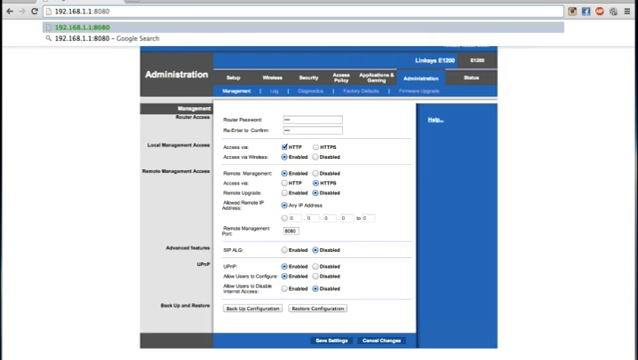 192.168.1.1:8080
192.168.1.1:8080
192.168.1.1:8080 - Google Search
Linksys E1200 E1200
Administration
Setup Wireless Security Access Policy Applications & Gaming Administration Status
Management Log Diagnostics Factory Defaults Firmware Upgrade
Management
Router Access
Router Password:
Re-Enter to Confirm:
Help...
Local Management Access
Access via: HTTP HTTPS
Access via Wireless: Enabled Disabled
Remote Management Access
Remote Management: Enabled Disabled
Access via: HTTP HTTPS
Remote Upgrade: Enabled Disabled
Allowed Remote IP Address: Any IP Address
0 . 0 . 0 . 0 to 0
Remote Management Port: 8080
Advanced features
SIP ALG: Enabled Disabled
UPnP
UPnP: Enabled Disabled
Allow Users to Configure: Enabled Disabled
Allow Users to Disable Internet Access: Enabled Disabled
Back Up and Restore
Back Up Configuration Restore Configuration
Save Settings Cancel Changes